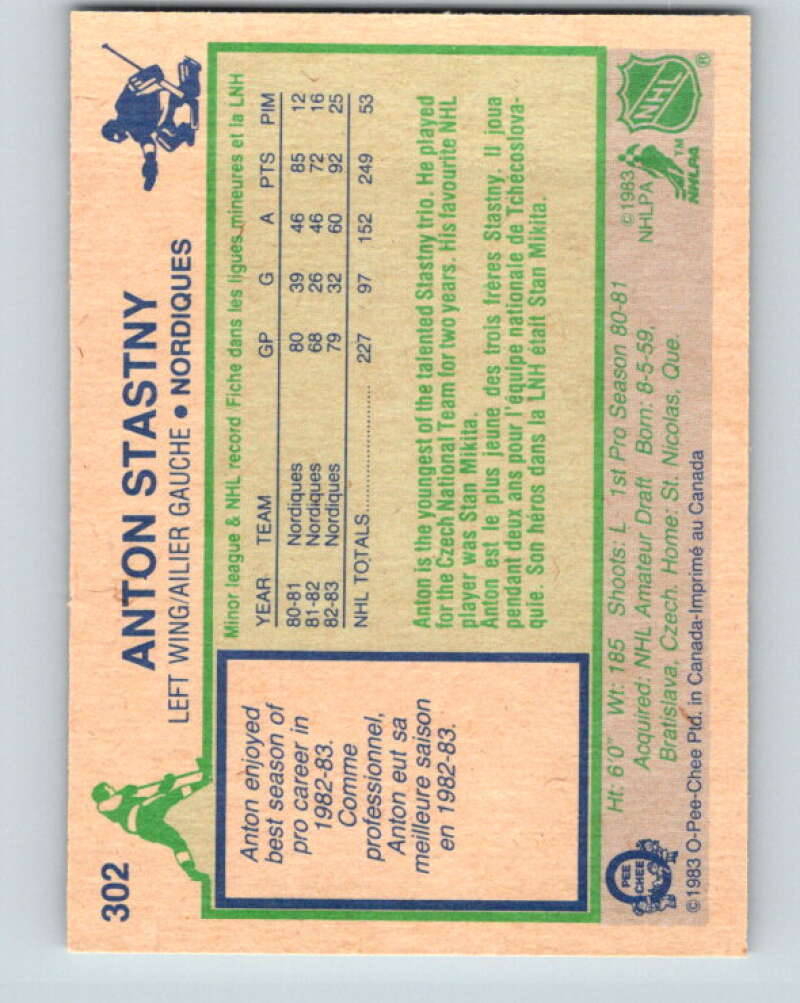 302
ANTON STASTNY
LEFT WING/AILIER GAUCHE • NORDIQUES
Anton enjoyed
best season of
pro career in
1982-83.
Comme
professionnel,
Anton eut sa
meilleure saison
en 1982-83.
Minor league & NHL record/Fiche dans les ligues mineures et la LNH
YEAR TEAM GP G A PTS PIM
80-81 Nordiques 80 39 46 85 12
81-82 Nordiques 68 26 46 72 16
82-83 Nordiques 79 32 60 92 25
NHL TOTALS 227 97 152 249 53
Anton is the youngest of the talented Stastny trio. He played
for the Czech National Team for two years. His favourite NHL
player was Stan Mikita.
Anton est le plus jeune des trois frères Stastny. Il joua
pendant deux ans pour l'équipe nationale de Tchécoslova-
quie. Son héros dans la LNH était Stan Mikita.
Ht: 6'0" Wt: 185 Shoots: L - 1st Pro Season 80-81
Acquired: NHL Amateur Draft Born: 8-5-59,
Bratislava, Czech. Home: St. Nicolas, Que.
©1983 O-Pee-Chee Ptd. in Canada-Imprimé au Canada
O
PEE
CHEE
©1983
NHLPA
NHLPA
TM
NHL
®